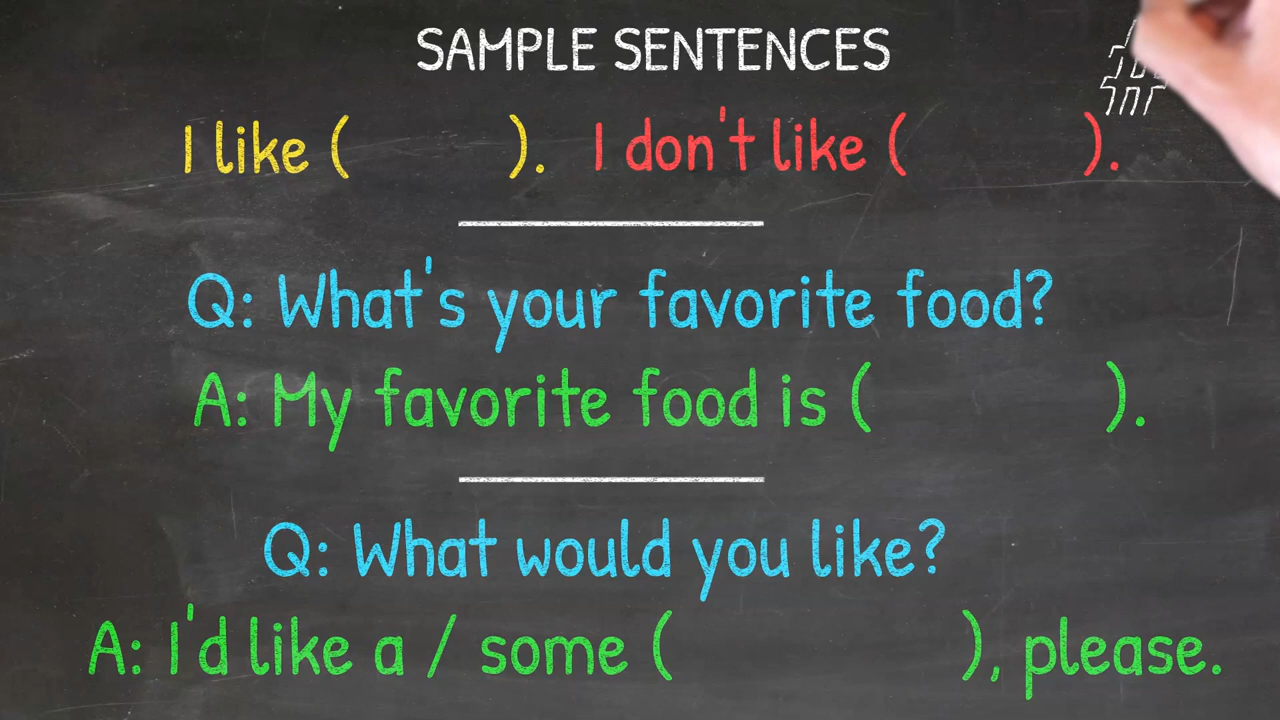 SAMPLE SENTENCES
I like (          ). I don't like (          ).
Q: What's your favorite food?
A: My favorite food is (          ).
Q: What would you like?
A: I'd like a / some (          ), please.